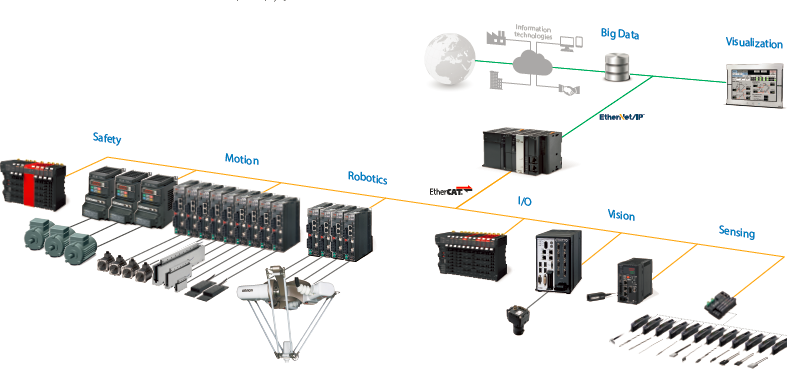 Information
technologies
Big Data
Visualization
EtherNet/IP
Safety
Motion
Robotics
EtherCAT
I/O
Vision
Sensing